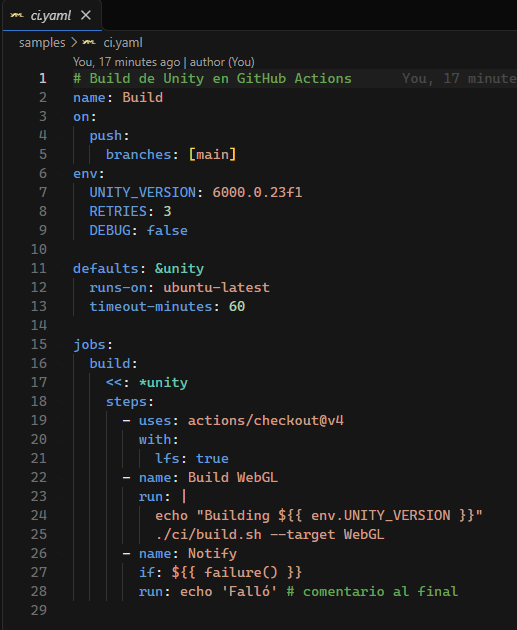 ci.yaml
samples > ci.yaml
You, 17 minutes ago | author (You)
1 # Build de Unity en GitHub Actions You, 17 minute
2 name: Build
3 on:
4   push:
5     branches: [main]
6 env:
7   UNITY_VERSION: 6000.0.23f1
8   RETRIES: 3
9   DEBUG: false
10
11 defaults: &unity
12   runs-on: ubuntu-latest
13   timeout-minutes: 60
14
15 jobs:
16   build:
17     <<: *unity
18     steps:
19       - uses: actions/checkout@v4
20         with:
21           lfs: true
22       - name: Build WebGL
23         run: |
24           echo "Building ${{ env.UNITY_VERSION }}"
25           ./ci/build.sh --target WebGL
26       - name: Notify
27         if: ${{ failure() }}
28         run: echo 'Falló' # comentario al final
29